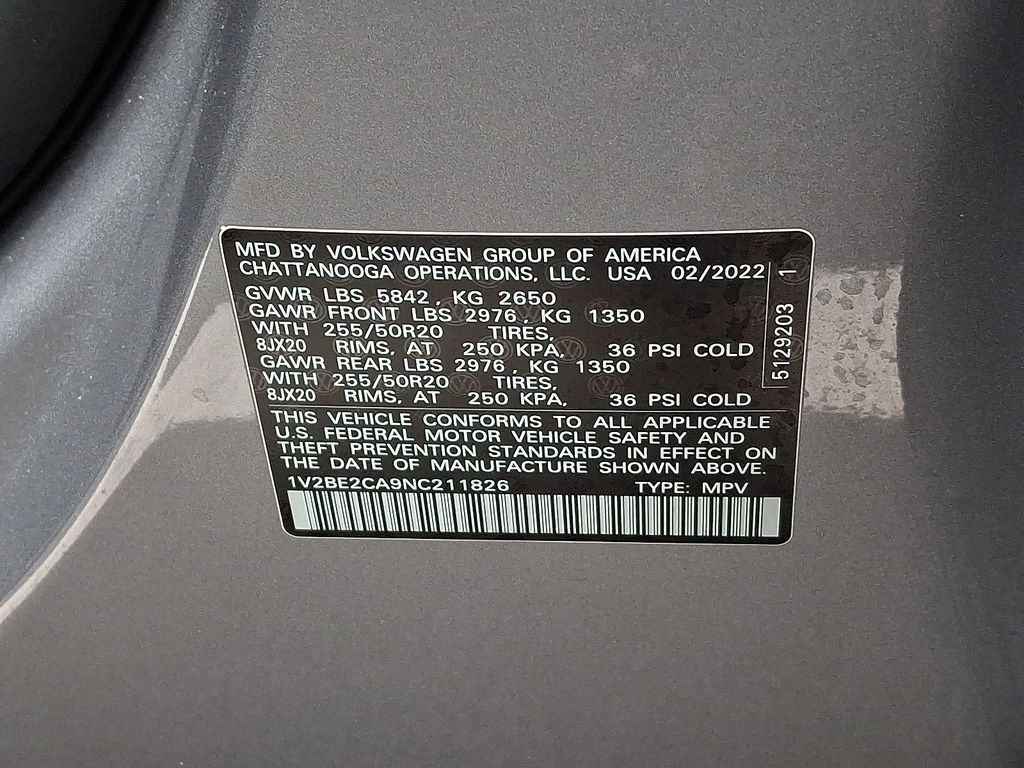 MFD BY VOLKSWAGEN GROUP OF AMERICA
CHATTANOOGA OPERATIONS, LLC. USA 02/2022
GVWR LBS 5842, KG 2650
GAWR FRONT LBS 2976, KG 1350
WITH 255/50R20 TIRES,
8JX20 RIMS, AT 250 KPA, 36 PSI COLD
GAWR REAR LBS 2976, KG 1350
WITH 255/50R20 TIRES,
8JX20 RIMS, AT 250 KPA, 36 PSI COLD
THIS VEHICLE CONFORMS TO ALL APPLICABLE
U.S. FEDERAL MOTOR VEHICLE SAFETY AND
THEFT PREVENTION STANDARDS IN EFFECT ON
THE DATE OF MANUFACTURE SHOWN ABOVE.
1V2BE2CA9NC211826 TYPE: MPV
5129203 1